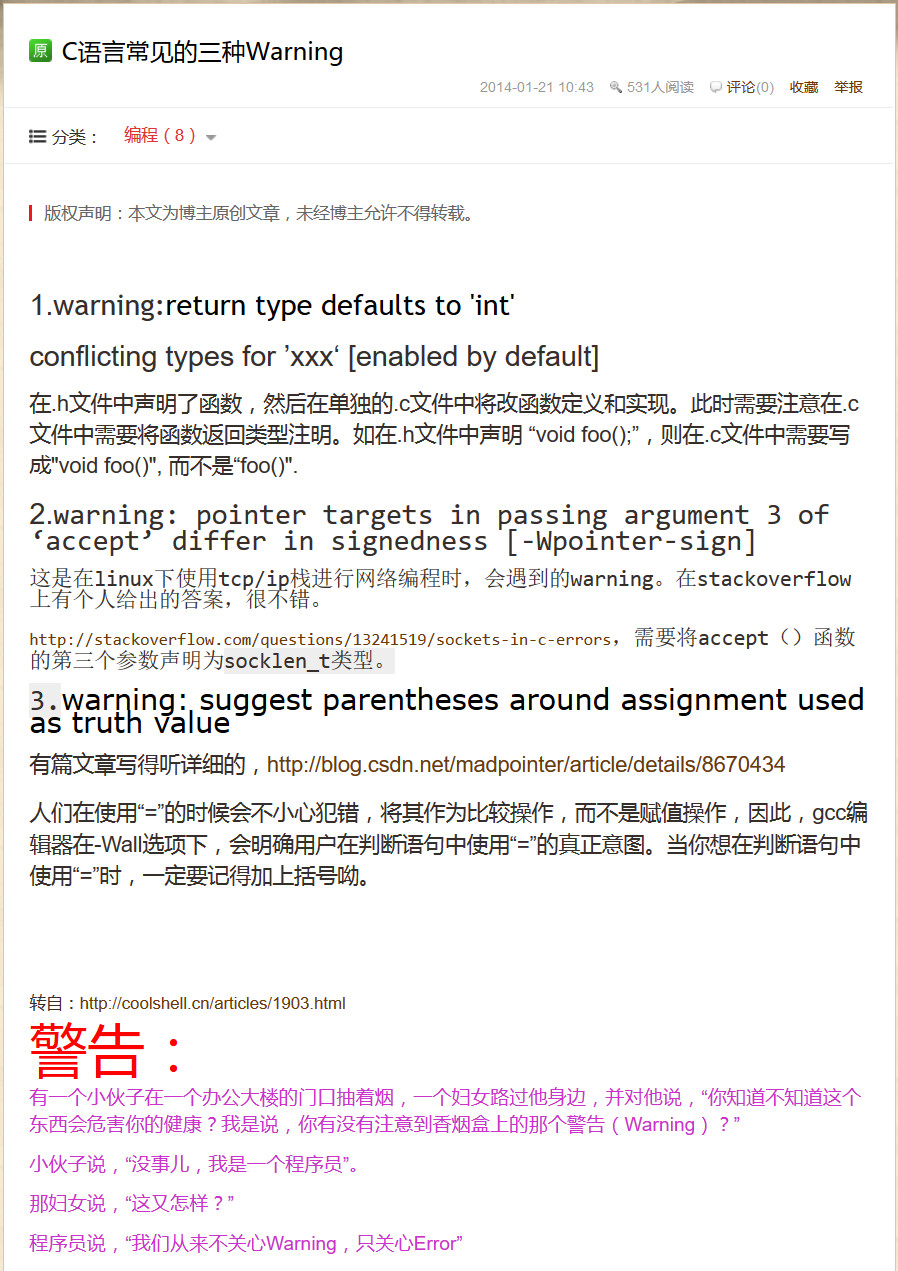 原 C语言常见的三种Warning
2014-01-21 10:43 531人阅读 评论(0) 收藏 举报
分类： 编程（8）
版权声明：本文为博主原创文章，未经博主允许不得转载。
1.warning:return type defaults to 'int'
conflicting types for ’xxx‘ [enabled by default]
在.h文件中声明了函数，然后在单独的.c文件中将改函数定义和实现。此时需要注意在.c
文件中需要将函数返回类型注明。如在.h文件中声明 “void foo();”，则在.c文件中需要写
成"void foo()", 而不是“foo()".
2.warning: pointer targets in passing argument 3 of
‘accept’ differ in signedness [-Wpointer-sign]
这是在linux下使用tcp/ip栈进行网络编程时，会遇到的warning。在stackoverflow
上有个人给出的答案，很不错。
http://stackoverflow.com/questions/13241519/sockets-in-c-errors，需要将accept（）函数
的第三个参数声明为socklen_t类型。
3.warning: suggest parentheses around assignment used
as truth value
有篇文章写得听详细的，http://blog.csdn.net/madpointer/article/details/8670434
人们在使用“=”的时候会不小心犯错，将其作为比较操作，而不是赋值操作，因此，gcc编
辑器在-Wall选项下，会明确用户在判断语句中使用“=”的真正意图。当你想在判断语句中
使用“=”时，一定要记得加上括号呦。
转自：http://coolshell.cn/articles/1903.html
警告：
有一个小伙子在一个办公大楼的门口抽着烟，一个妇女路过他身边，并对他说，“你知道不知道这个
东西会危害你的健康？我是说，你有没有注意到香烟盒上的那个警告（Warning）？”
小伙子说，“没事儿，我是一个程序员”。
那妇女说，“这又怎样？”
程序员说，“我们从来不关心Warning，只关心Error”